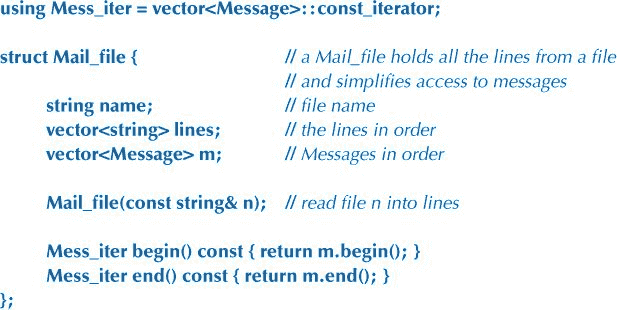 using Mess_iter = vector<Message>::const_iterator;
struct Mail_file { // a Mail_file holds all the lines from a file
// and simplifies access to messages
string name; // file name
vector<string> lines; // the lines in order
vector<Message> m; // Messages in order
Mail_file(const string& n); // read file n into lines
Mess_iter begin() const { return m.begin(); }
Mess_iter end() const { return m.end(); }
};